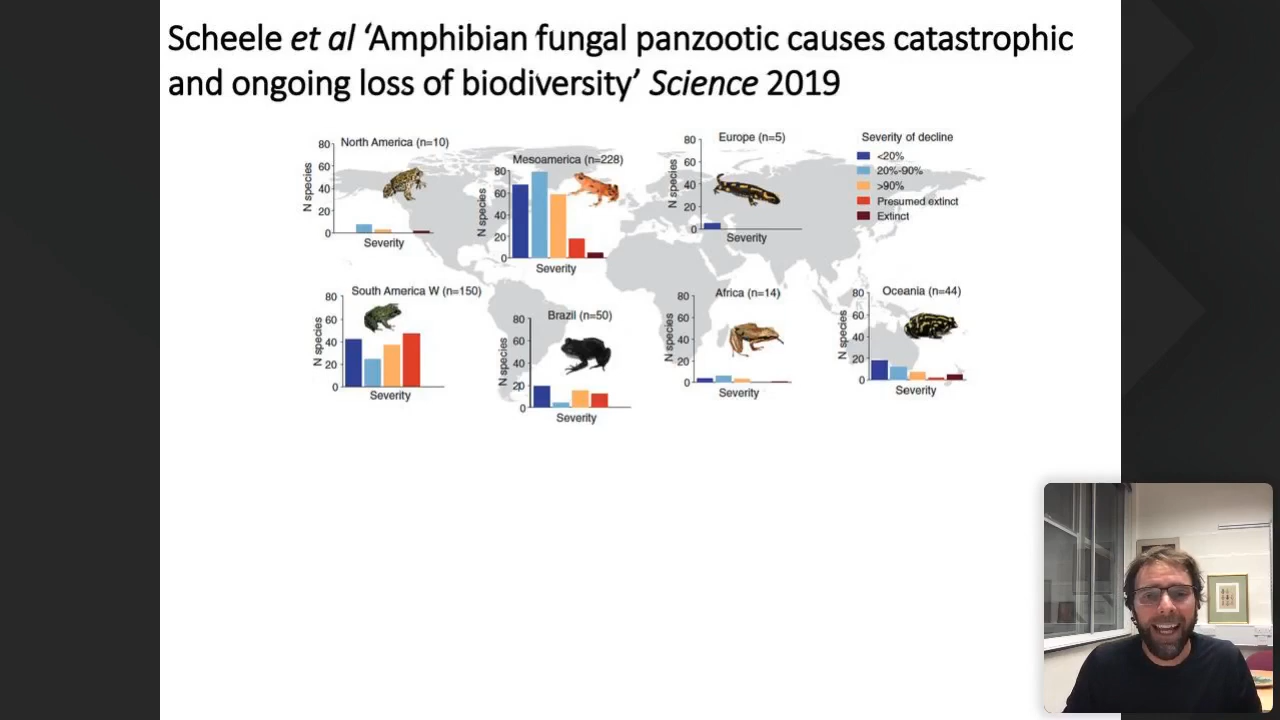 Scheele et al ‘Amphibian fungal panzootic causes catastrophic
and ongoing loss of biodiversity’ Science 2019
North America (n=10)
80
60
40
20
0
N species
Severity
Mesoamerica (n=228)
80
60
40
20
0
N species
Severity
Europe (n=5)
80
60
40
20
0
N species
Severity
Severity of decline
<20%
20%-90%
>90%
Presumed extinct
Extinct
South America W (n=150)
80
60
40
20
0
N species
Severity
Brazil (n=50)
80
60
40
20
0
N species
Severity
Africa (n=14)
80
60
40
20
0
N species
Severity
Oceania (n=44)
80
60
40
20
0
N species
Severity